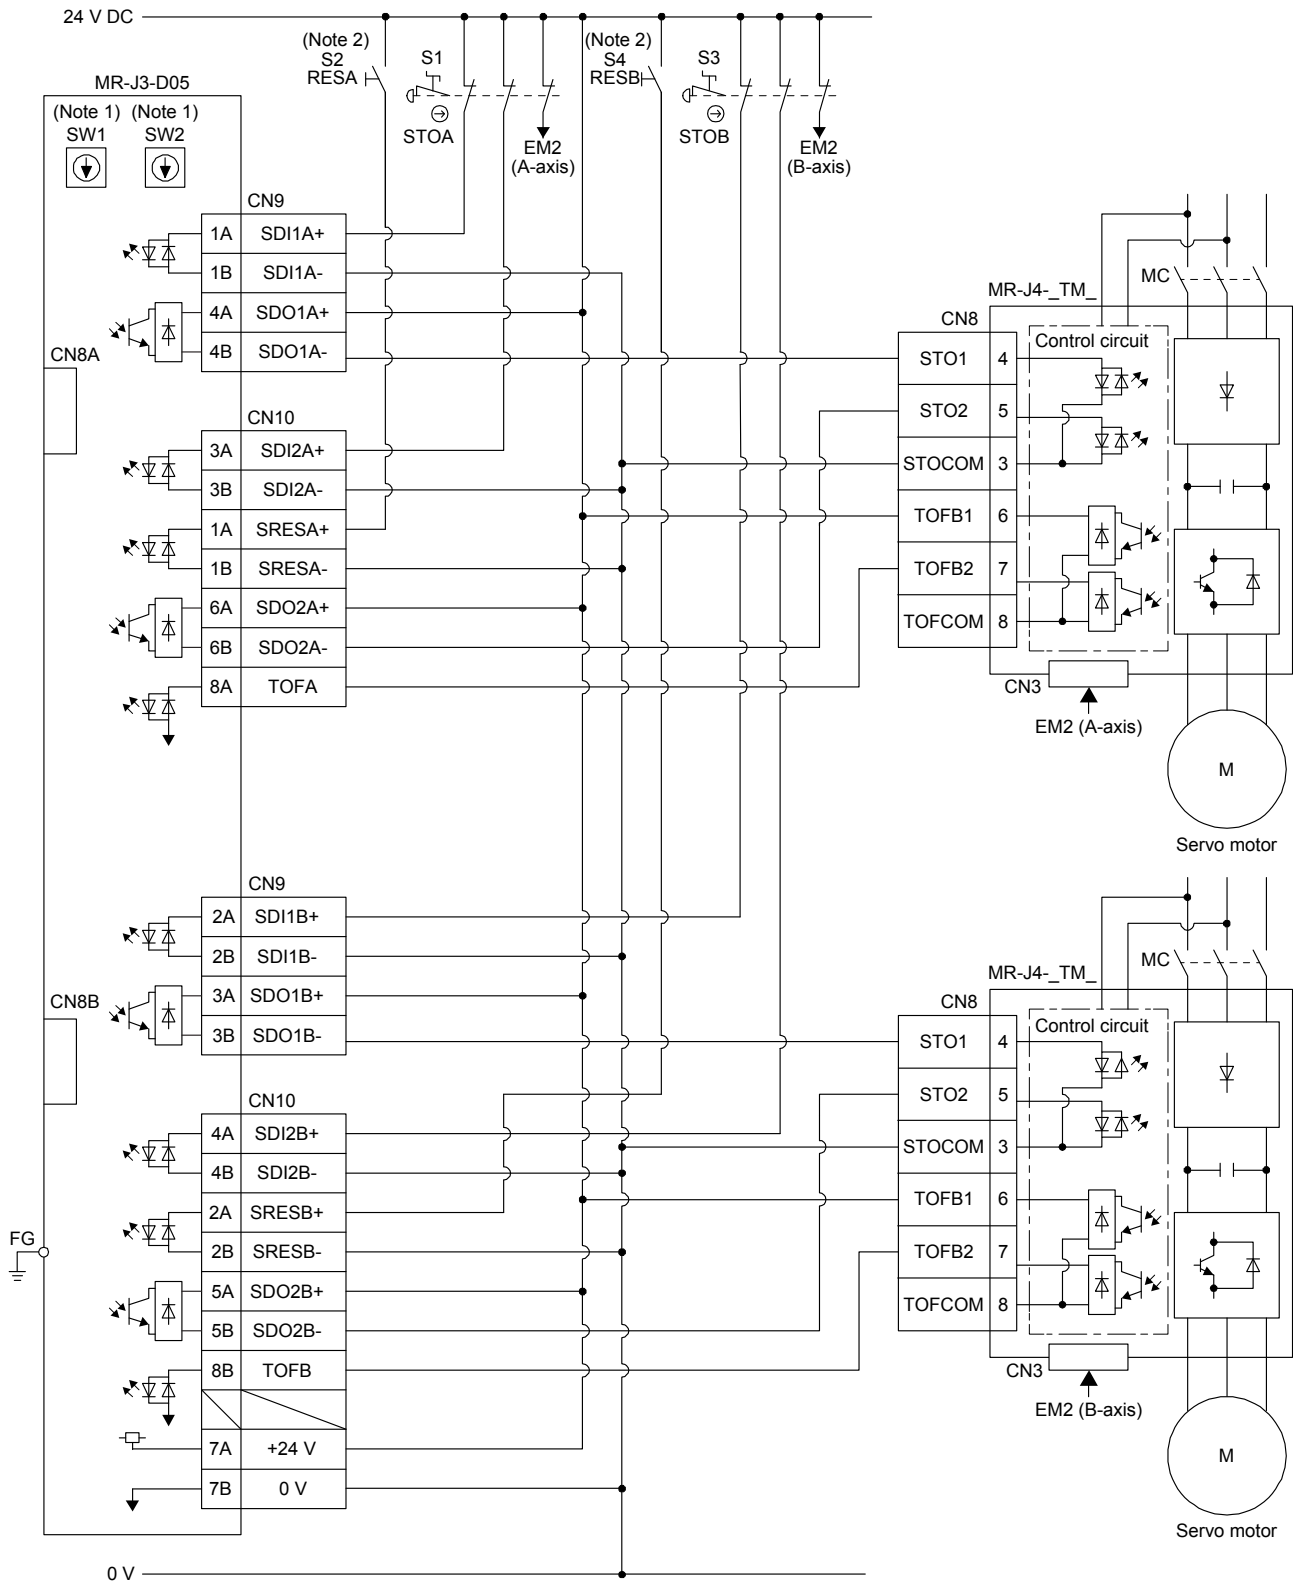 24 V DC
(Note 2)
S2
RESA
S1
STOA
EM2
(A-axis)
(Note 2)
S4
RESB
S3
STOB
EM2
(B-axis)
MR-J3-D05
(Note 1) (Note 1)
SW1 SW2
CN9
1A SDI1A+
1B SDI1A-
4A SDO1A+
4B SDO1A-
CN8A
CN10
3A SDI2A+
3B SDI2A-
1A SRESA+
1B SRESA-
6A SDO2A+
6B SDO2A-
8A TOFA
MC
MR-J4-_TM_
CN8
Control circuit
STO1 4
STO2 5
STOCOM 3
TOFB1 6
TOFB2 7
TOFCOM 8
CN3
EM2 (A-axis)
M
Servo motor
CN9
2A SDI1B+
2B SDI1B-
3A SDO1B+
3B SDO1B-
CN8B
CN10
4A SDI2B+
4B SDI2B-
2A SRESB+
2B SRESB-
5A SDO2B+
5B SDO2B-
8B TOFB
7A +24 V
7B 0 V
FG
MC
MR-J4-_TM_
CN8
Control circuit
STO1 4
STO2 5
STOCOM 3
TOFB1 6
TOFB2 7
TOFCOM 8
CN3
EM2 (B-axis)
M
Servo motor
0 V